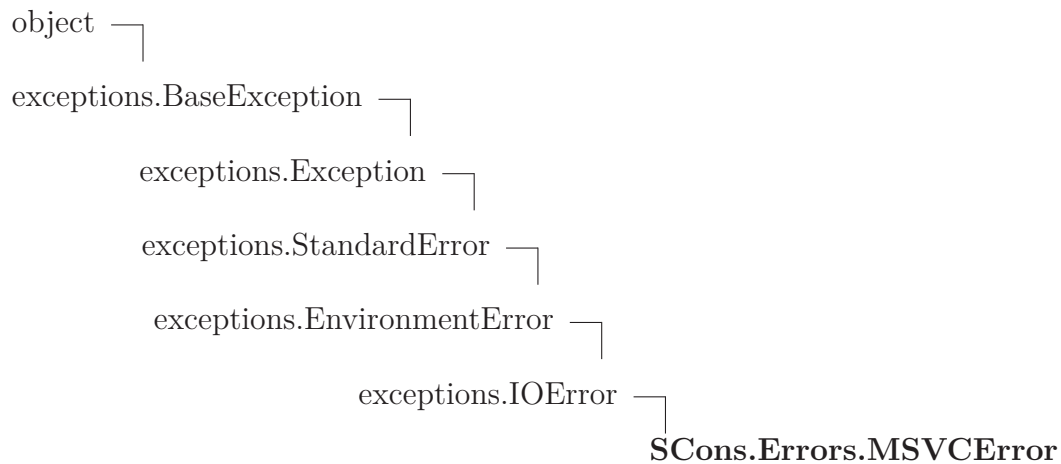 object
exceptions.BaseException
exceptions.Exception
exceptions.StandardError
exceptions.EnvironmentError
exceptions.IOError
SCons.Errors.MSVCError